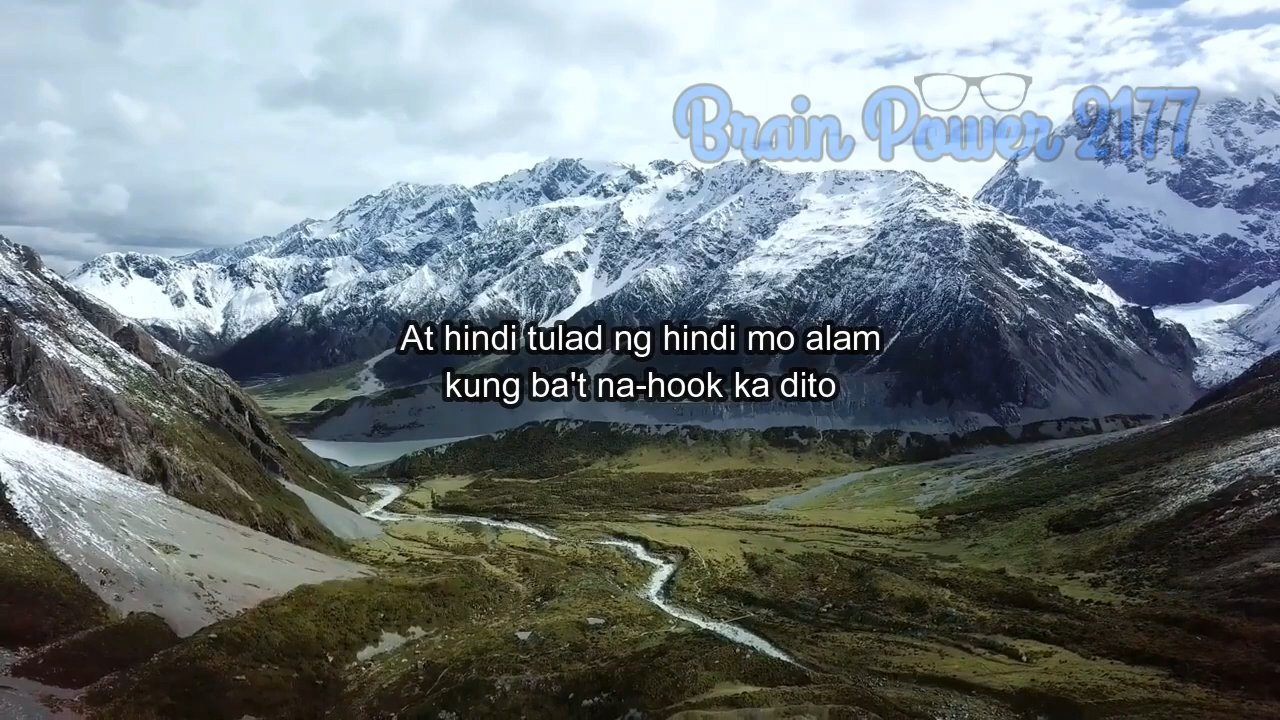 Brain Power 2177
At hindi tulad ng hindi mo alam
kung ba't na-hook ka dito